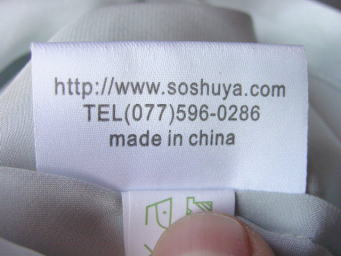 http://www.soshuya.com
TEL(077)596-0286
made in china